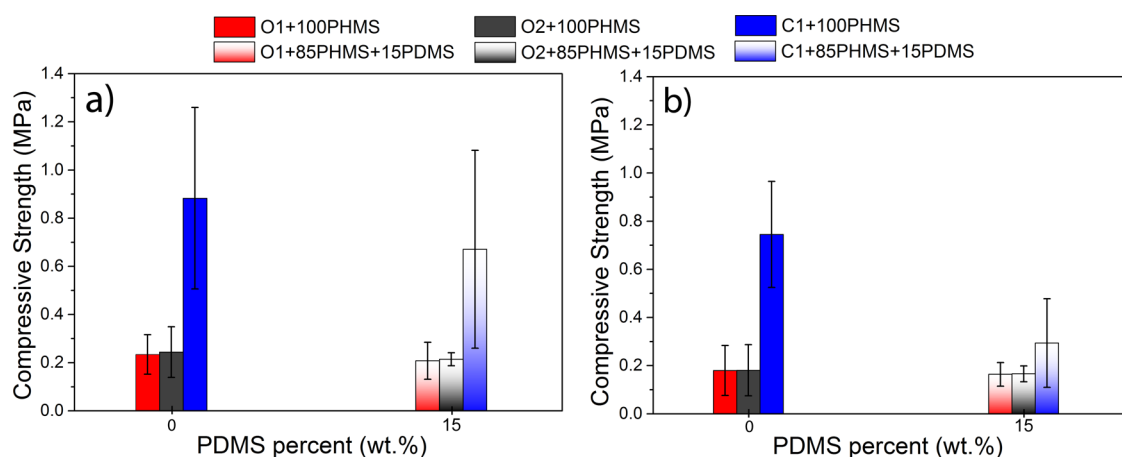 O1+100PHMS O2+100PHMS C1+100PHMS
O1+85PHMS+15PDMS O2+85PHMS+15PDMS C1+85PHMS+15PDMS
a)
Compressive Strength (MPa)
1.4
1.2
1.0
0.8
0.6
0.4
0.2
0.0
0 15
PDMS percent (wt.%)
b)
Compressive Strength (MPa)
1.4
1.2
1.0
0.8
0.6
0.4
0.2
0.0
0 15
PDMS percent (wt.%)